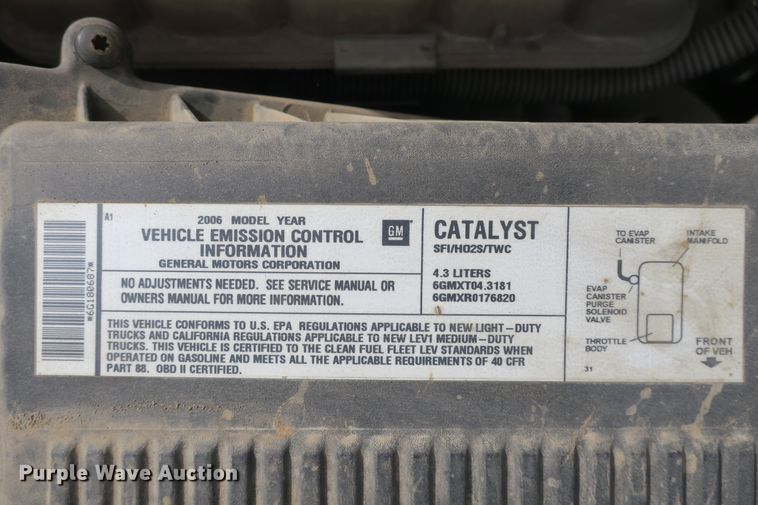 *6G180687*
A1
2006 MODEL YEAR
VEHICLE EMISSION CONTROL
INFORMATION
GENERAL MOTORS CORPORATION
GM
NO ADJUSTMENTS NEEDED. SEE SERVICE MANUAL OR
OWNERS MANUAL FOR MORE INFORMATION.
CATALYST
SFI/HO2S/TWC
4.3 LITERS
6GMXT04.3181
6GMXR0176820
THIS VEHICLE CONFORMS TO U.S. EPA REGULATIONS APPLICABLE TO NEW LIGHT-DUTY
TRUCKS AND CALIFORNIA REGULATIONS APPLICABLE TO NEW LEV1 MEDIUM-DUTY
TRUCKS. THIS VEHICLE IS CERTIFIED TO THE CLEAN FUEL FLEET LEV STANDARDS WHEN
OPERATED ON GASOLINE AND MEETS ALL THE APPLICABLE REQUIREMENTS OF 40 CFR
PART 88. OBD II CERTIFIED.
TO EVAP
CANISTER
INTAKE
MANIFOLD
EVAP
CANISTER
PURGE
SOLENOID
VALVE
THROTTLE
BODY
FRONT
OF VEH
31
Purple Wave Auction